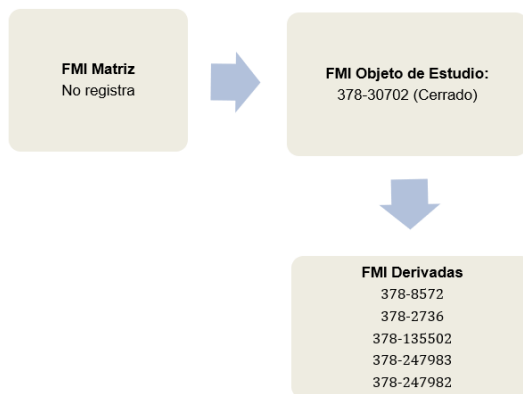 FMI Matriz
No registra
FMI Objeto de Estudio:
378-30702 (Cerrado)
FMI Derivadas
378-8572
378-2736
378-135502
378-247983
378-247982